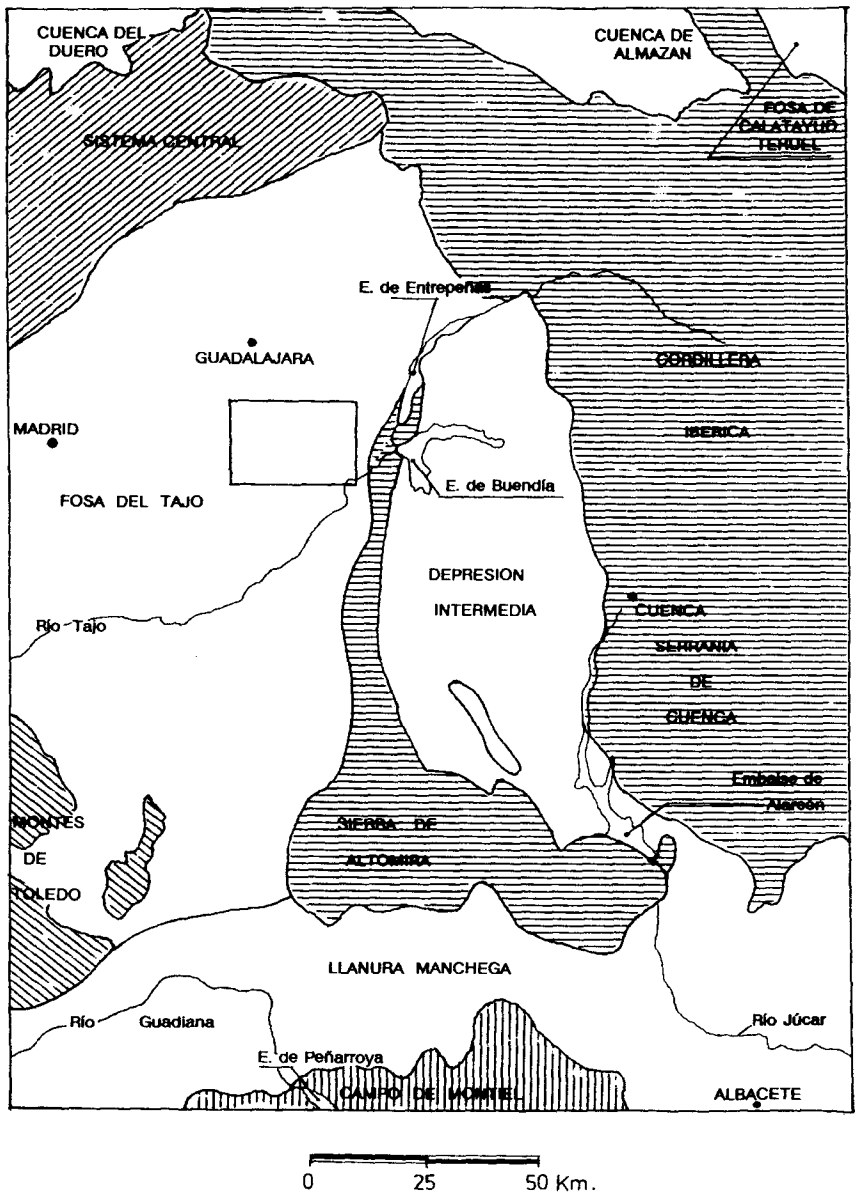 CUENCA DEL
DUERO
CUENCA DE
ALMAZAN
FOSA DE
CALATAYUD
TERUEL
SISTEMA CENTRAL
E. de Entrepeñas
GUADALAJARA
CORDILLERA
IBERICA
MADRID
E. de Buendía
FOSA DEL TAJO
DEPRESION
INTERMEDIA
CUENCA
Río Tajo
SERRANIA
DE
CUENCA
Embalse de
Alarcón
MONTES
DE
TOLEDO
SIERRA DE
ALTOMIRA
LLANURA MANCHEGA
Río Guadiana
Río Júcar
E. de Peñarroya
CAMPO DE MONTIEL
ALBACETE
0 25 50 Km.